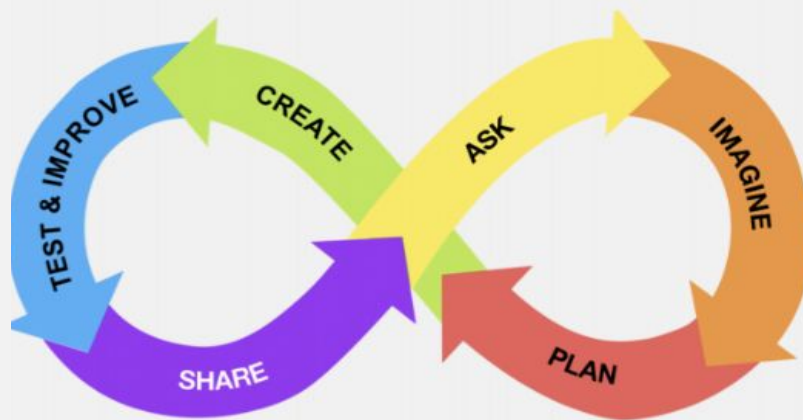 ASK
IMAGINE
PLAN
CREATE
TEST & IMPROVE
SHARE